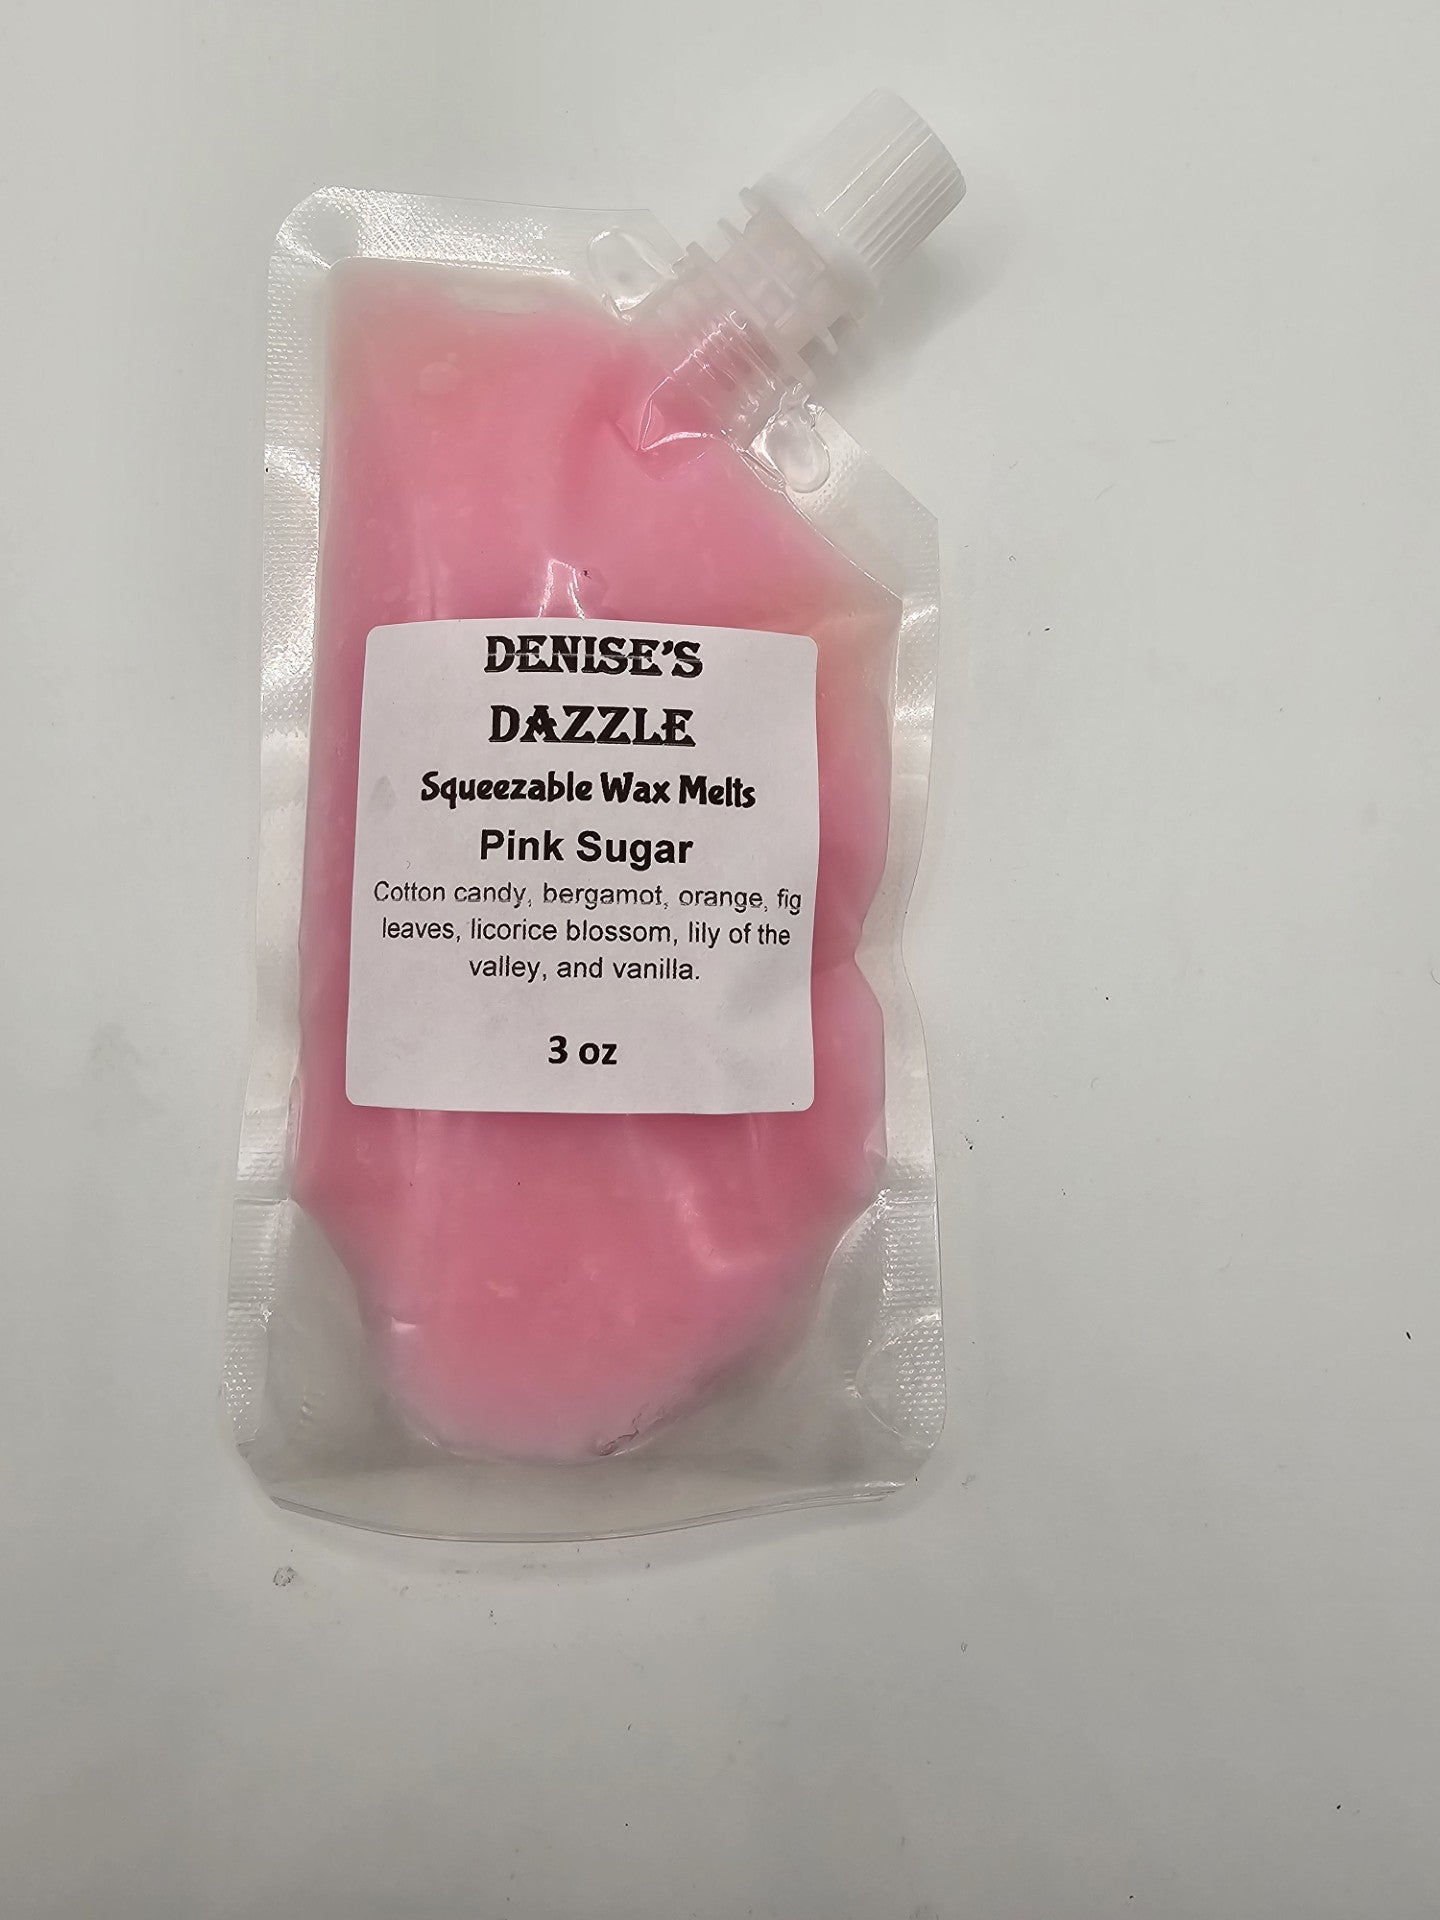 DENISE'S
DAZZLE
Squeezable Wax Melts
Pink Sugar
Cotton candy, bergamot, orange, fig
leaves, licorice blossom, lily of the
valley, and vanilla.
3 oz